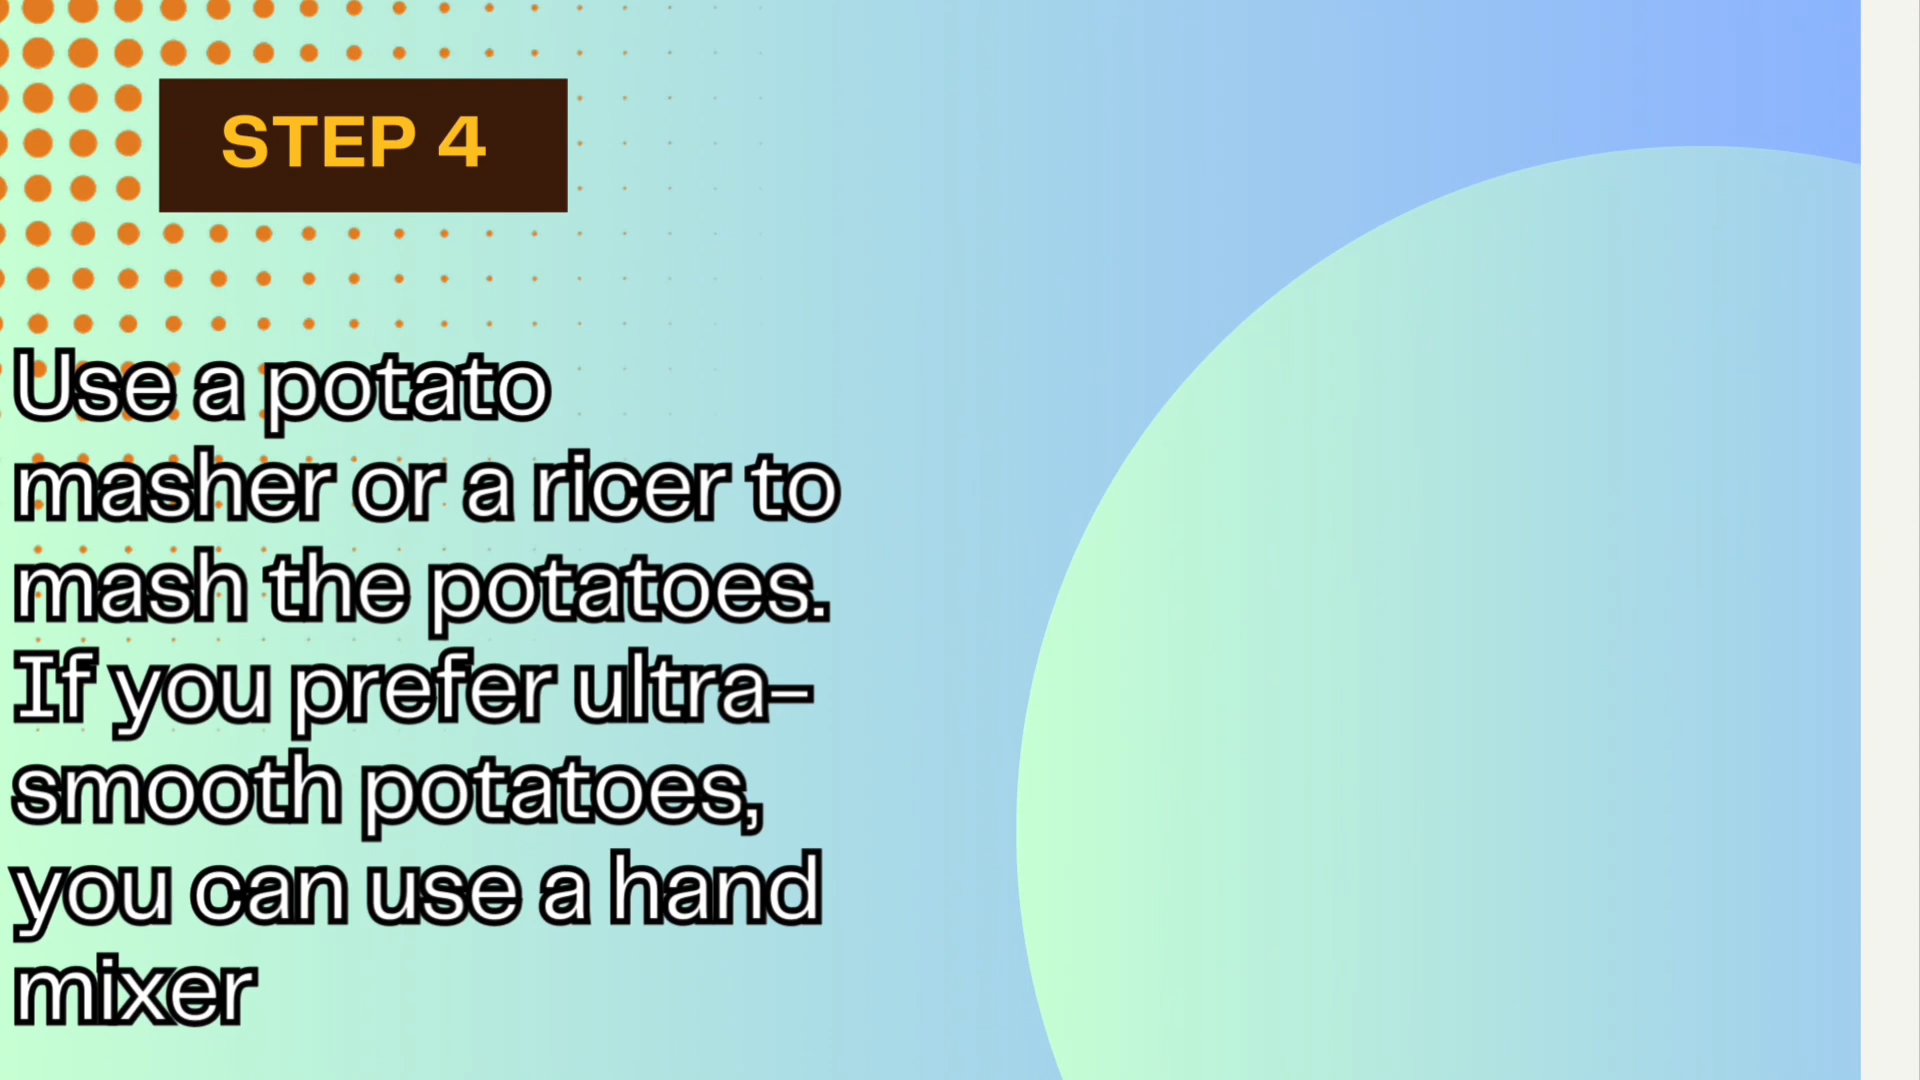 STEP 4
Use a potato
masher or a ricer to
mash the potatoes.
If you prefer ultra-
smooth potatoes,
you can use a hand
mixer